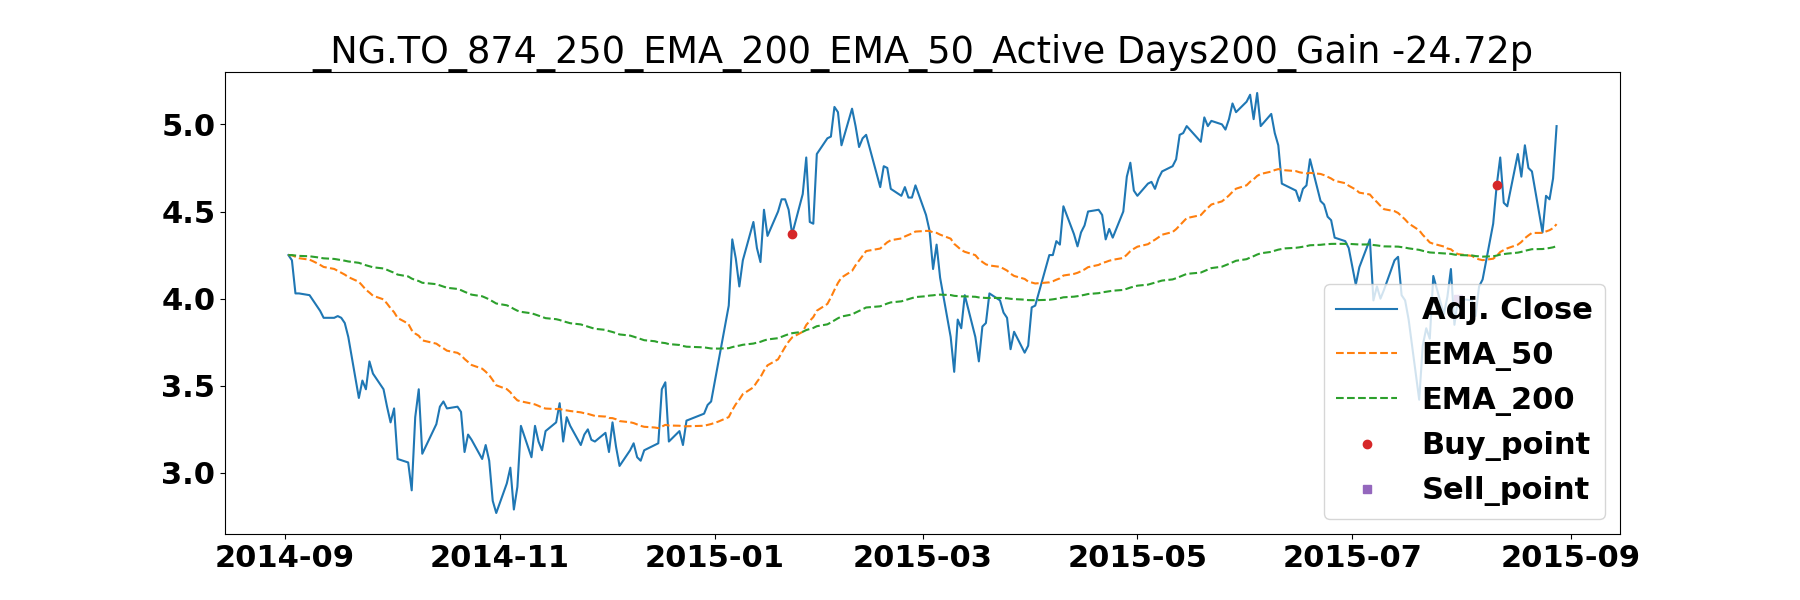 _NG.TO_874_250_EMA_200_EMA_50_Active Days200_Gain -24.72p
5.0
4.5
4.0
3.5
3.0
Adj. Close
EMA_50
EMA_200
Buy_point
Sell_point
2014-09 2014-11 2015-01 2015-03 2015-05 2015-07 2015-09